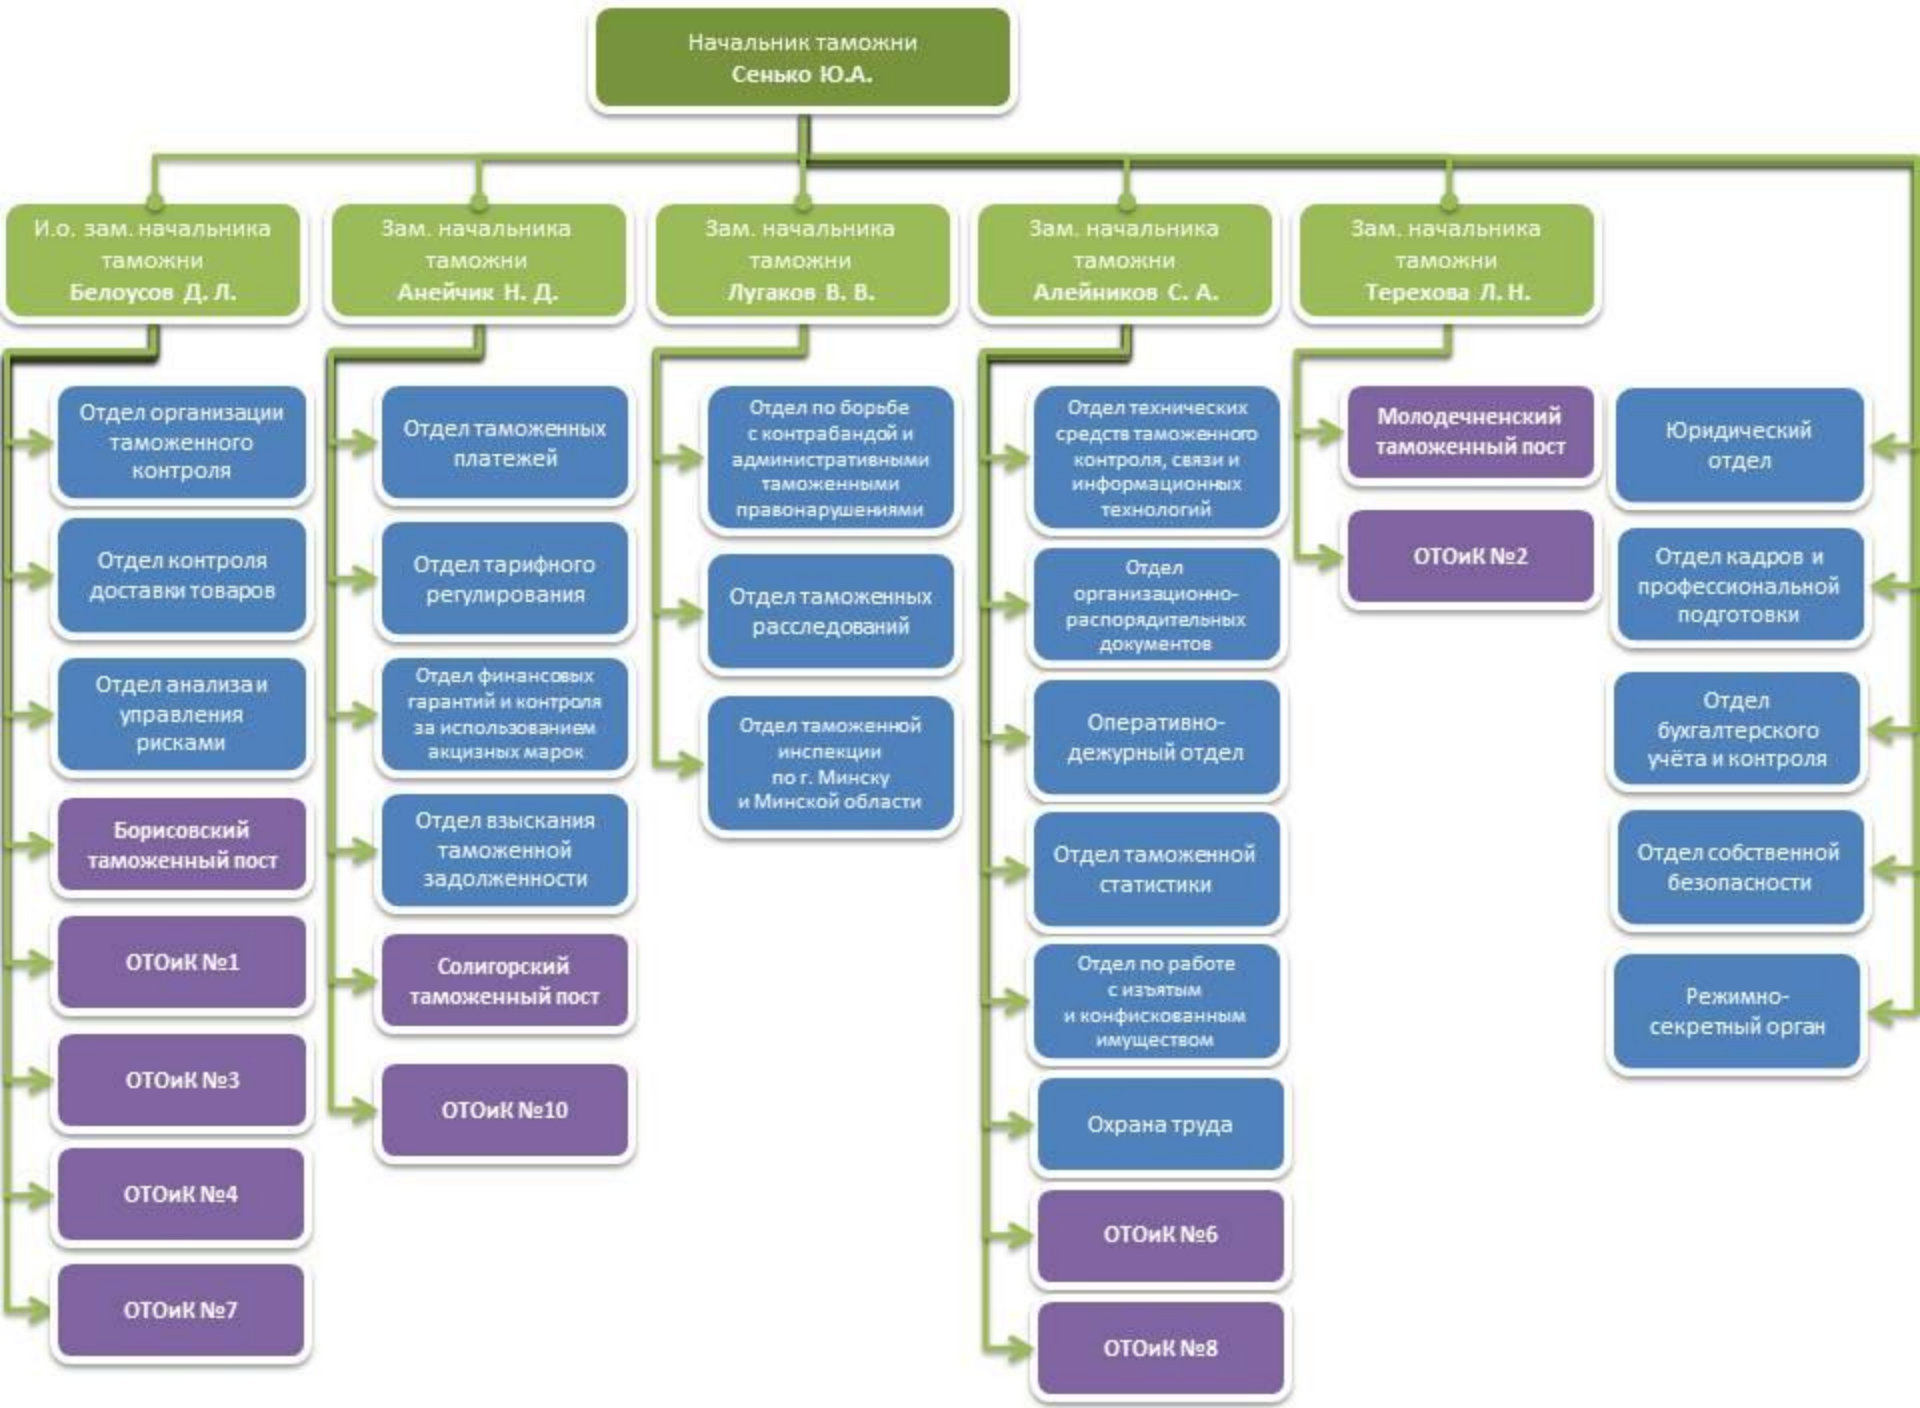 Начальник таможни
Сенько Ю.А.
И.о. зам. начальника
таможни
Белоусов Д. Л.
Зам. начальника
таможни
Анейчик Н. Д.
Зам. начальника
таможни
Лугаков В. В.
Зам. начальника
таможни
Алейников С. А.
Зам. начальника
таможни
Терехова Л. Н.
Отдел организации
таможенного
контроля
Отдел контроля
доставки товаров
Отдел анализа и
управления
рисками
Борисовский
таможенный пост
ОТОиК №1
ОТОиК №3
ОТОиК №4
ОТОиК №7
Отдел таможенных
платежей
Отдел тарифного
регулирования
Отдел финансовых
гарантий и контроля
за использованием
акцизных марок
Отдел взыскания
таможенной
задолженности
Солигорский
таможенный пост
ОТОиК №10
Отдел по борьбе
с контрабандой и
административными
таможенными
правонарушениями
Отдел таможенных
расследований
Отдел таможенной
инспекции
по г. Минску
и Минской области
Отдел технических
средств таможенного
контроля, связи и
информационных
технологий
Отдел
организационно-
распорядительных
документов
Оперативно-
дежурный отдел
Отдел таможенной
статистики
Отдел по работе
с изъятым
и конфискованным
имуществом
Охрана труда
ОТОиК №6
ОТОиК №8
Молодечненский
таможенный пост
ОТОиК №2
Юридический
отдел
Отдел кадров и
профессиональной
подготовки
Отдел
бухгалтерского
учёта и контроля
Отдел собственной
безопасности
Режимно-
секретный орган